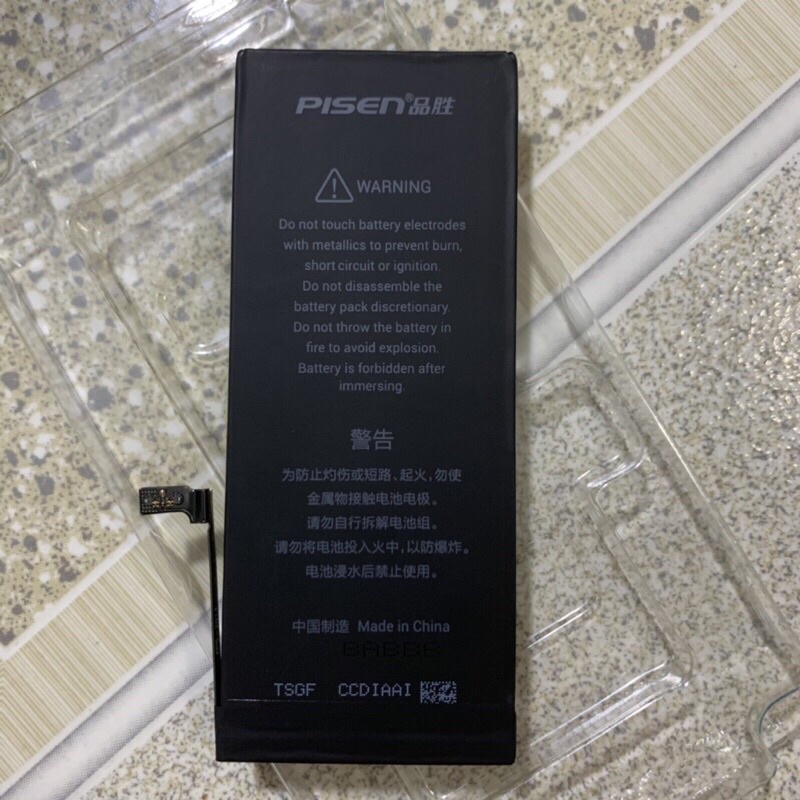 PISEN®品胜
WARNING
Do not touch battery electrodes
with metallics to prevent burn,
short circuit or ignition.
Do not disassemble the
battery pack discretionary.
Do not throw the battery in
fire to avoid explosion.
Battery is forbidden after
immersing.
警告
为防止灼伤或短路、起火,勿使
金属物接触电池电极。
请勿自行拆解电池组。
请勿将电池投入火中,以防爆炸。
电池浸水后禁止使用。
中国制造 Made in China
TSGF CCDIAAI